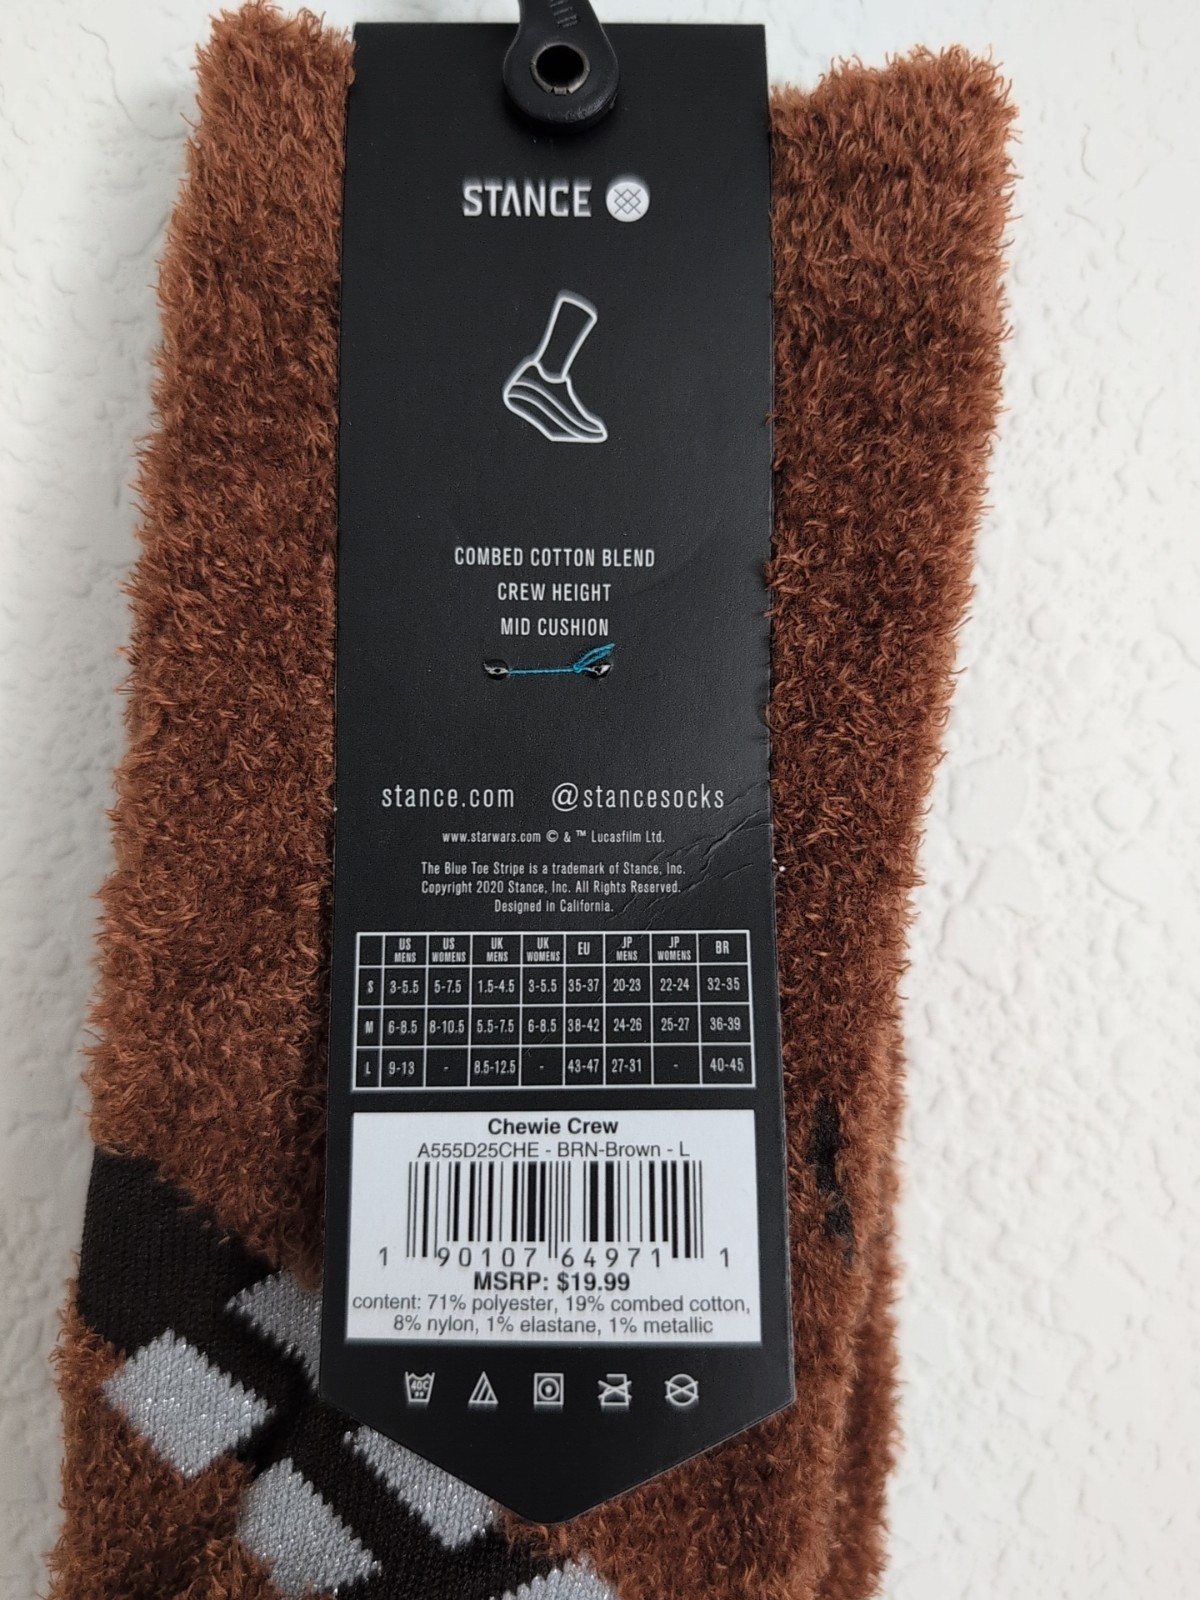 STANCE
COMBED COTTON BLEND
CREW HEIGHT
MID CUSHION
stance.com @stancesocks
www.starwars.com © & ™ Lucasfilm Ltd.
The Blue Toe Stripe is a trademark of Stance, Inc.
Copyright 2020 Stance, Inc. All Rights Reserved.
Designed in California.
US MENS US WOMENS UK MENS UK WOMENS EU JP MENS JP WOMENS BR
S 3-5.5 5-7.5 1.5-4.5 3-5.5 35-37 20-23 22-24 32-35
M 6-8.5 8-10.5 5.5-7.5 6-8.5 38-42 24-26 25-27 36-39
L 9-13 - 8.5-12.5 - 43-47 27-31 - 40-45
Chewie Crew
A555D25CHE - BRN-Brown - L
1 90107 64971 1
MSRP: $19.99
content: 71% polyester, 19% combed cotton,
8% nylon, 1% elastane, 1% metallic
40C